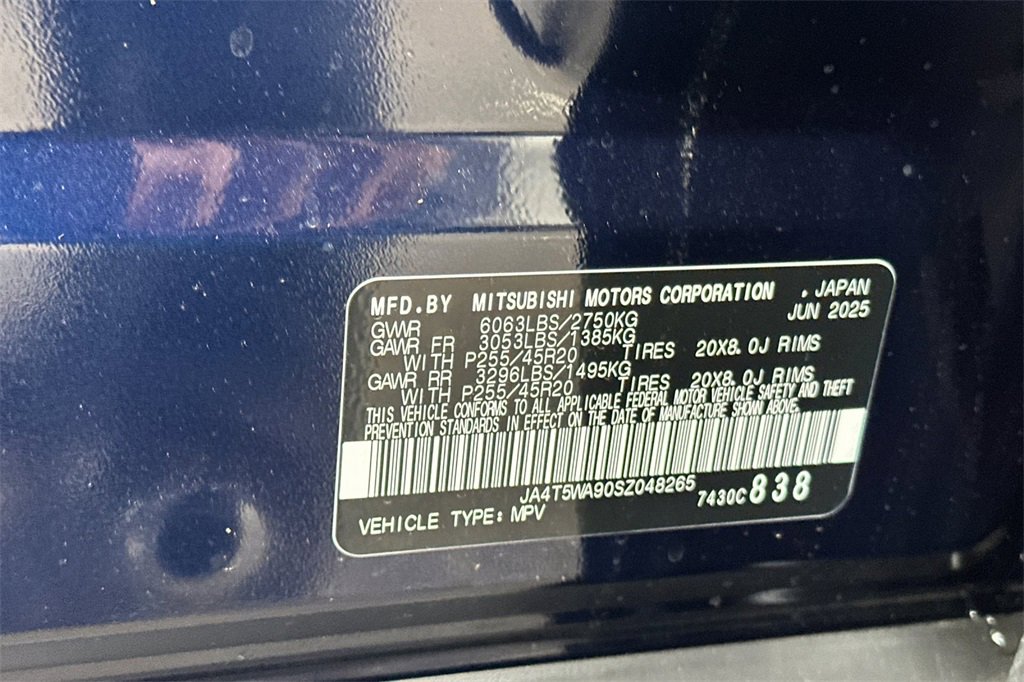 MFD.BY MITSUBISHI MOTORS CORPORATION , JAPAN
JUN 2025
GVWR 6063LBS/2750KG
GAWR FR 3053LBS/1385KG
WITH P255/45R20 TIRES 20X8.0J RIMS
GAWR RR 3296LBS/1495KG
WITH P255/45R20 TIRES 20X8.0J RIMS
THIS VEHICLE CONFORMS TO ALL APPLICABLE FEDERAL MOTOR VEHICLE SAFETY AND THEFT
PREVENTION STANDARDS IN EFFECT ON THE DATE OF MANUFACTURE SHOWN ABOVE.
JA4T5WA90SZ048265 7430C838
VEHICLE TYPE: MPV